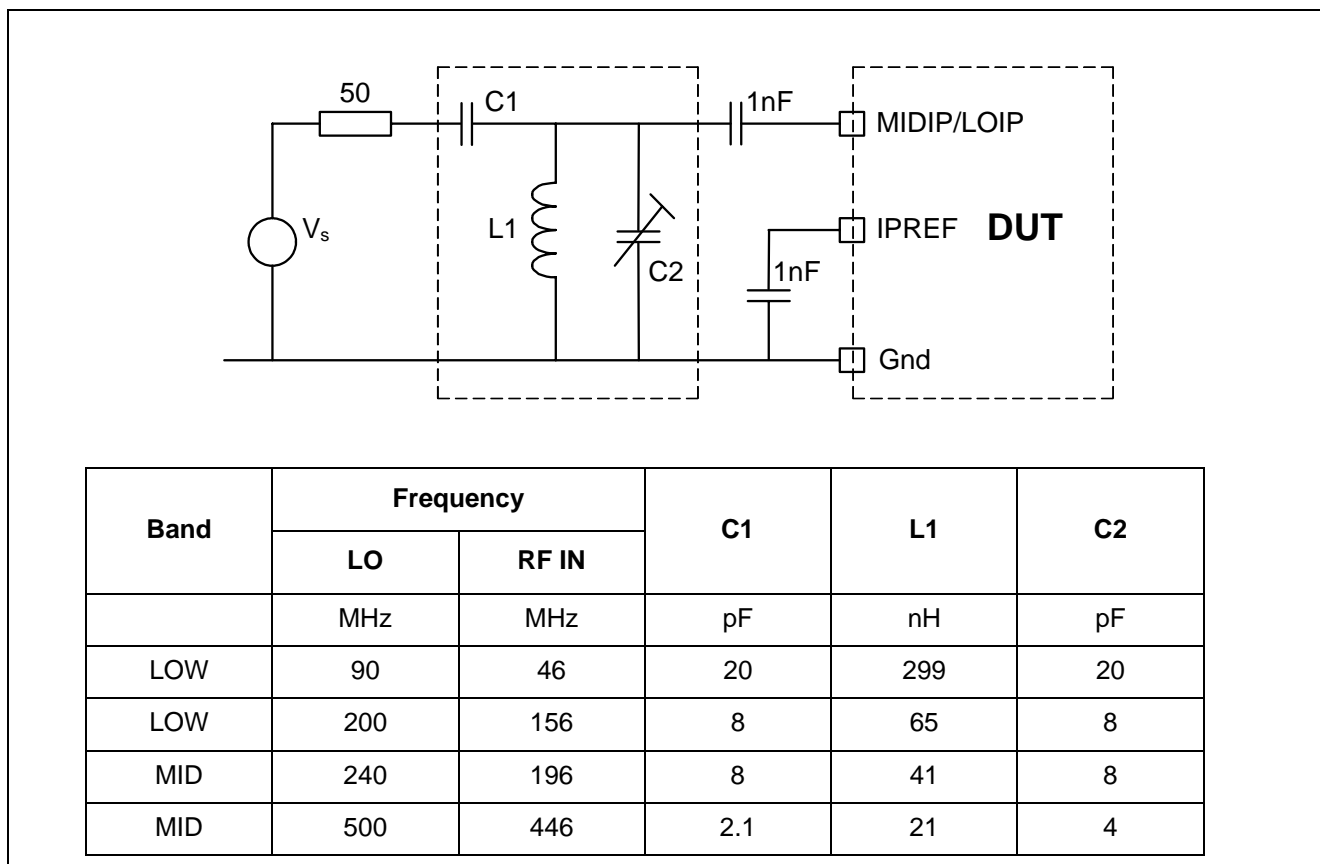 50
C1
1nF
MIDIP/LOIP
Vs
L1
C2
IPREF
DUT
1nF
Gnd
Band Frequency C1 L1 C2
LO RF IN
MHz MHz pF nH pF
LOW 90 46 20 299 20
LOW 200 156 8 65 8
MID 240 196 8 41 8
MID 500 446 2.1 21 4